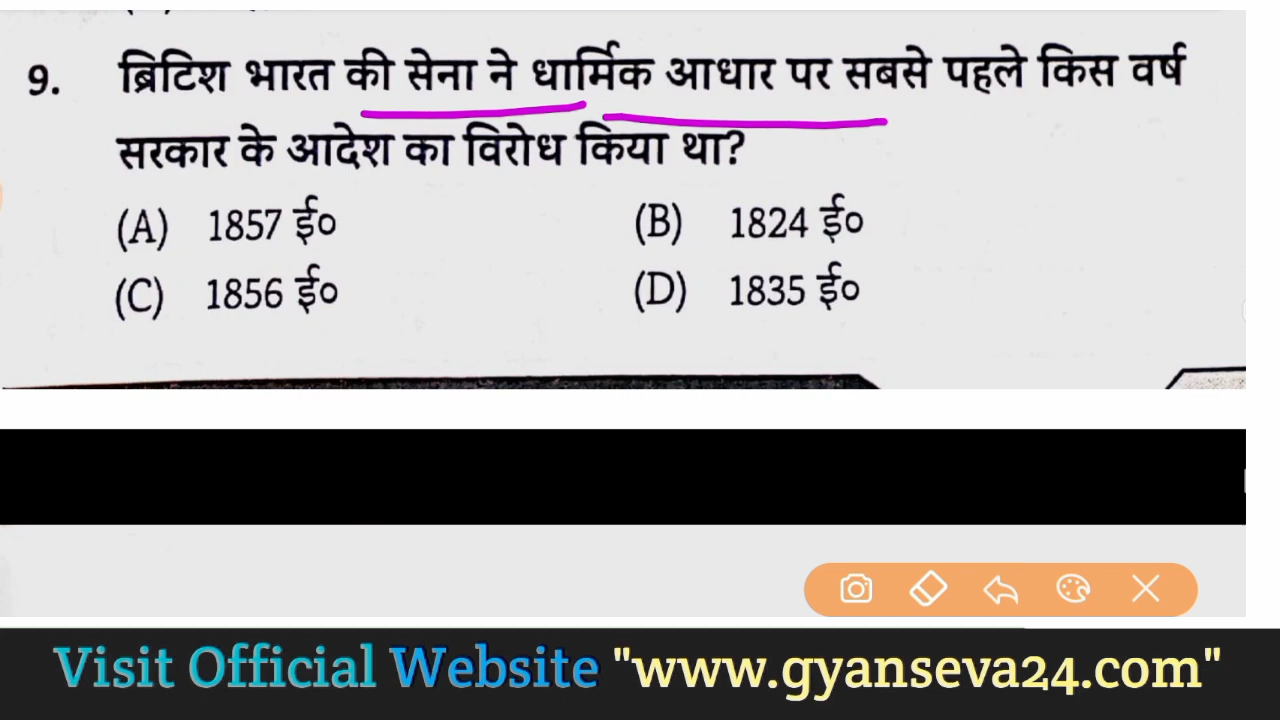 9. ब्रिटिश भारत की सेना ने धार्मिक आधार पर सबसे पहले किस वर्ष
सरकार के आदेश का विरोध किया था?
(A) 1857 ई० (B) 1824 ई०
(C) 1856 ई० (D) 1835 ई०
Visit Official Website "www.gyanseva24.com"